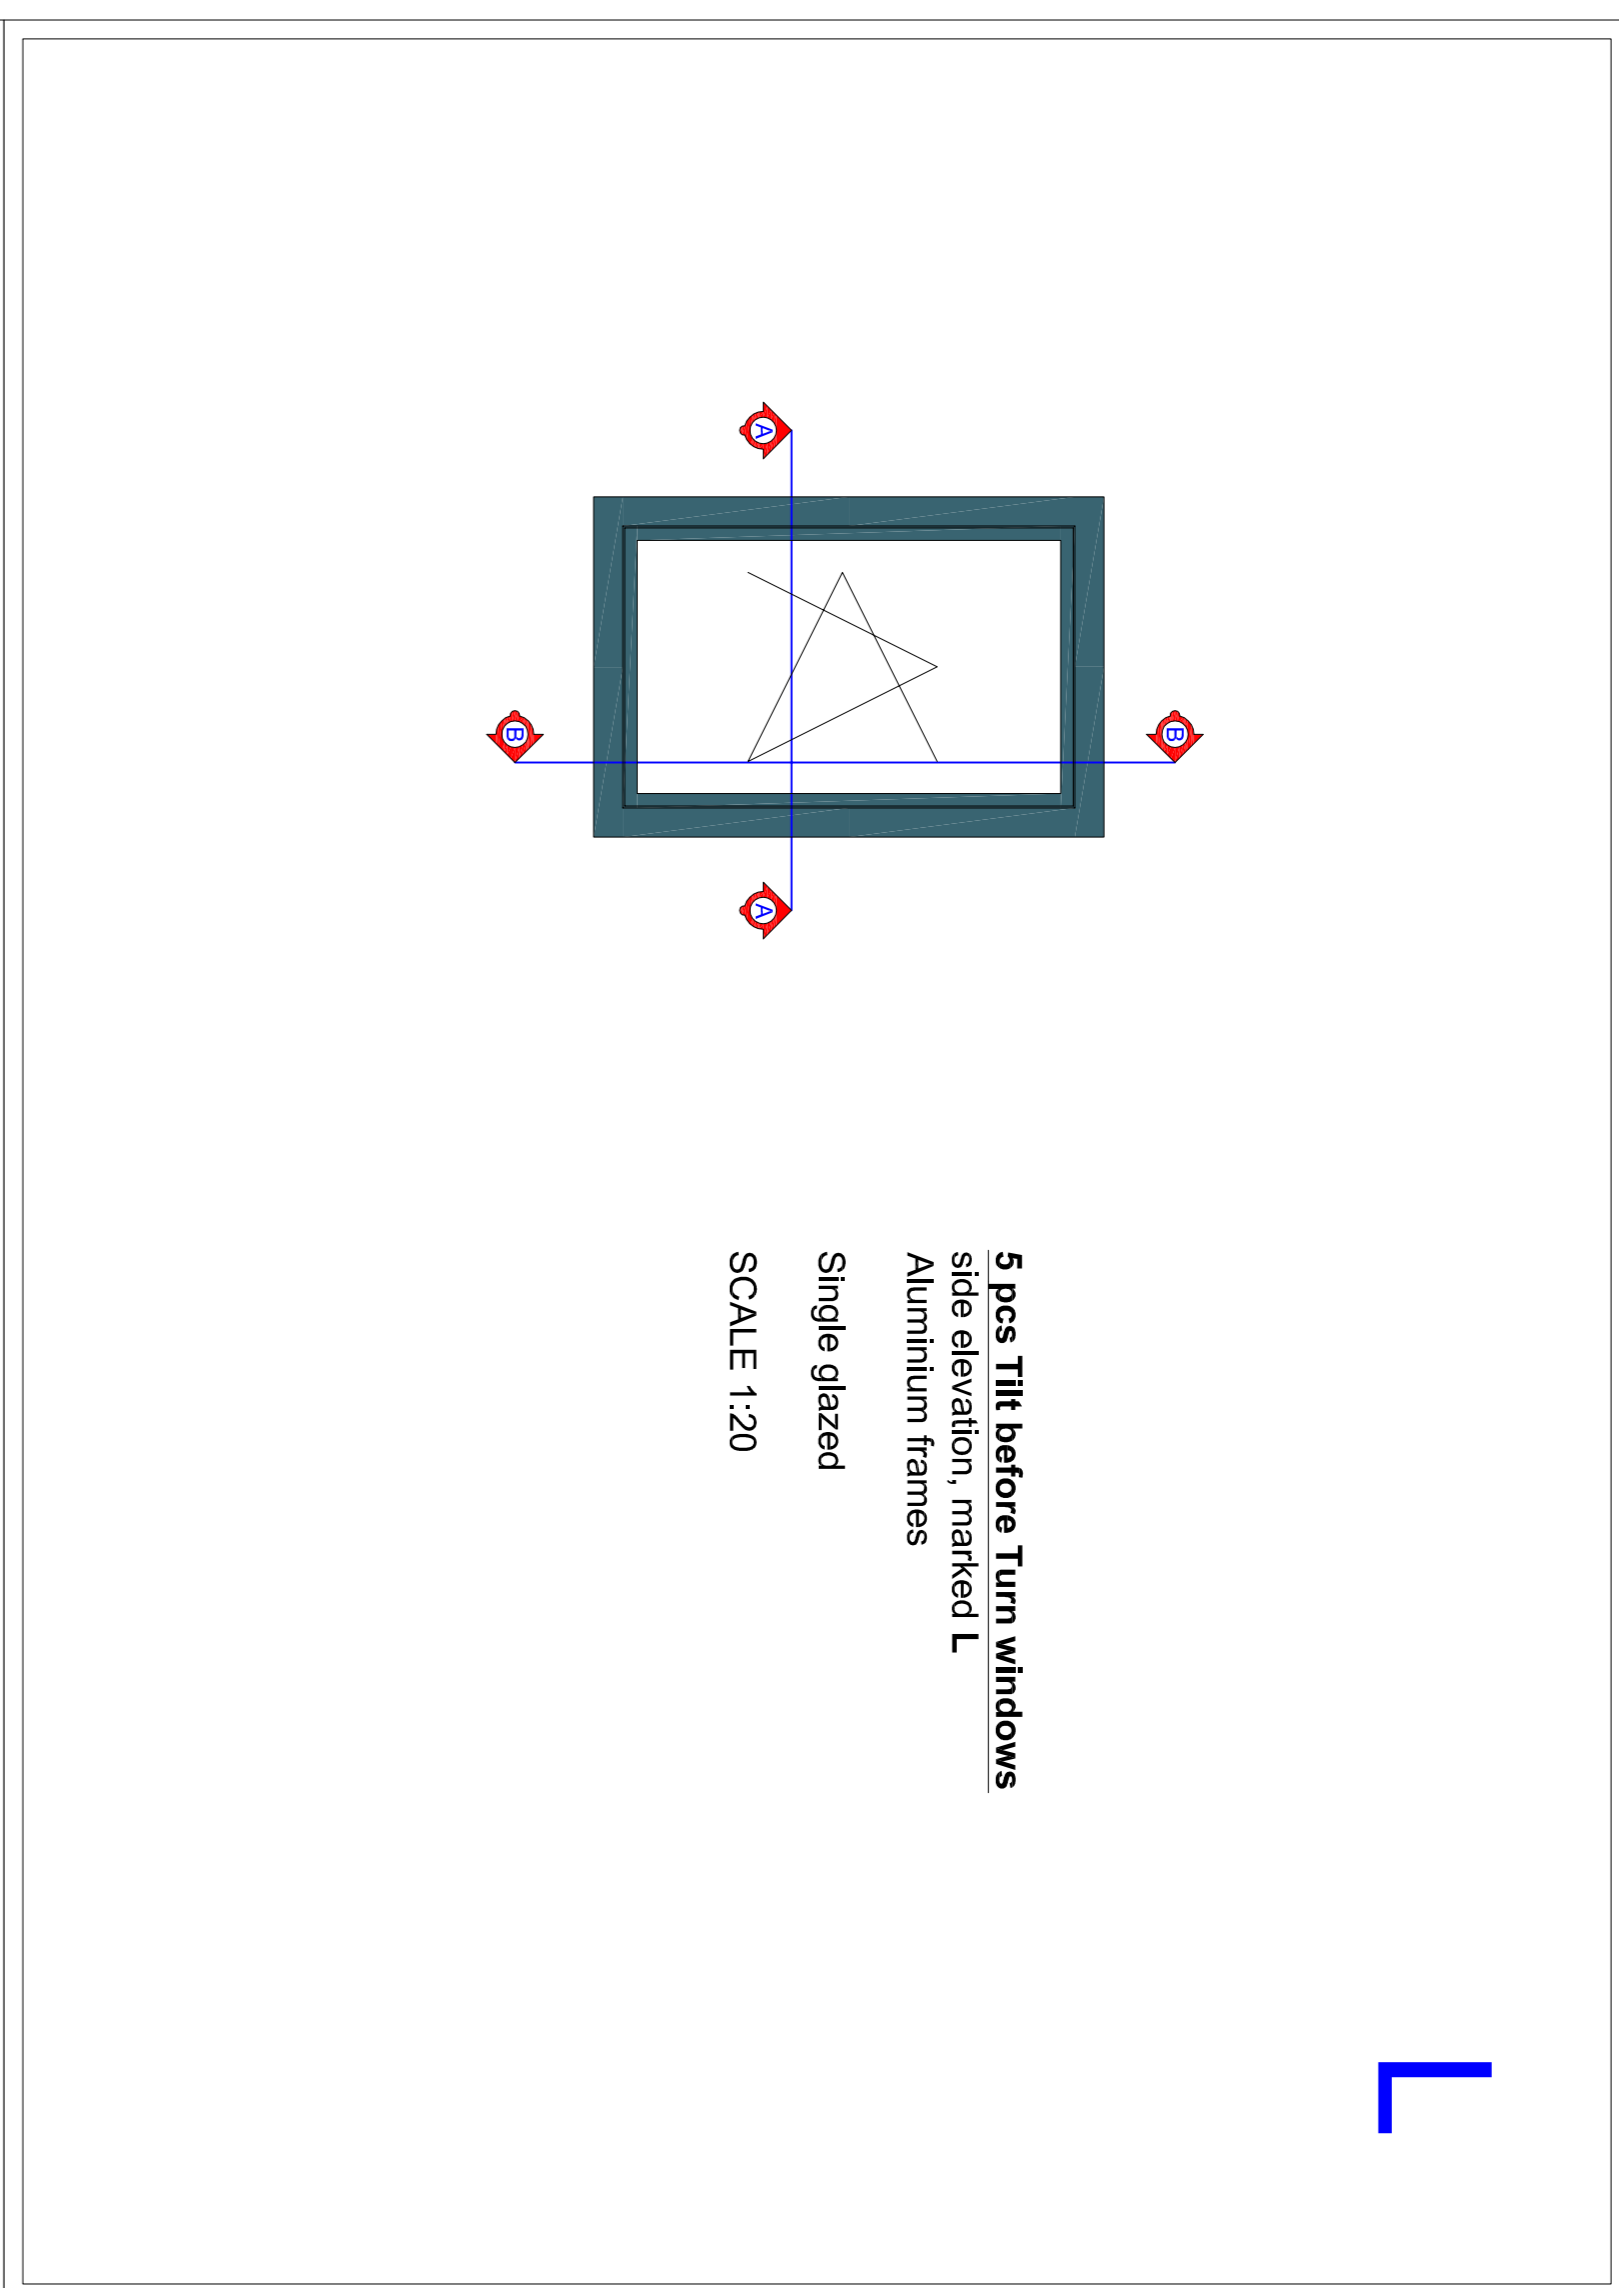 A
A
B
B
5 pcs Tilt before Turn windows
side elevation, marked L
Aluminium frames
Single glazed
SCALE 1:20
L